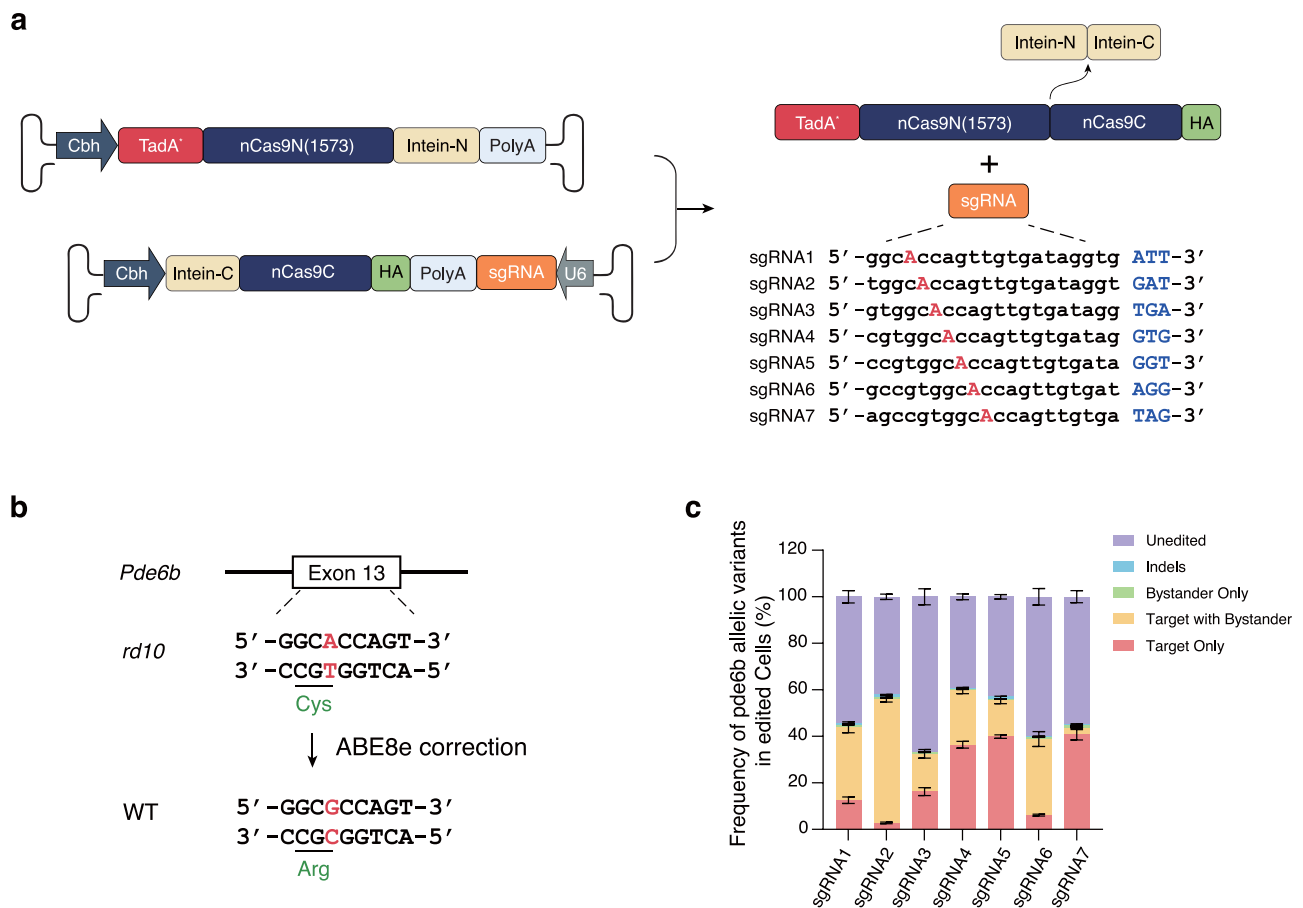 a
Cbh TadA* nCas9N(1573) Intein-N PolyA
Cbh Intein-C nCas9C HA PolyA sgRNA U6
Intein-N Intein-C
TadA* nCas9N(1573) nCas9C HA
+
sgRNA
sgRNA1 5′-ggcAccagttgtgataggtg ATT-3′
sgRNA2 5′-tggcAccagttgtgataggt GAT-3′
sgRNA3 5′-gtggcAccagttgtgatagg TGA-3′
sgRNA4 5′-cgtggcAccagttgtgatag GTG-3′
sgRNA5 5′-ccgtggcAccagttgtgata GGT-3′
sgRNA6 5′-gccgtggcAccagttgtgat AGG-3′
sgRNA7 5′-agccgtggcAccagttgtga TAG-3′
b
Pde6b Exon 13
rd10
5′-GGCACCAGT-3′
3′-CCGTGGTCA-5′
Cys
ABE8e correction
WT
5′-GGCGCCAGT-3′
3′-CCGCGGTCA-5′
Arg
c
Frequency of pde6b allelic variants
in edited Cells (%)
120
100
80
60
40
20
0
sgRNA1
sgRNA2
sgRNA3
sgRNA4
sgRNA5
sgRNA6
sgRNA7
Unedited
Indels
Bystander Only
Target with Bystander
Target Only